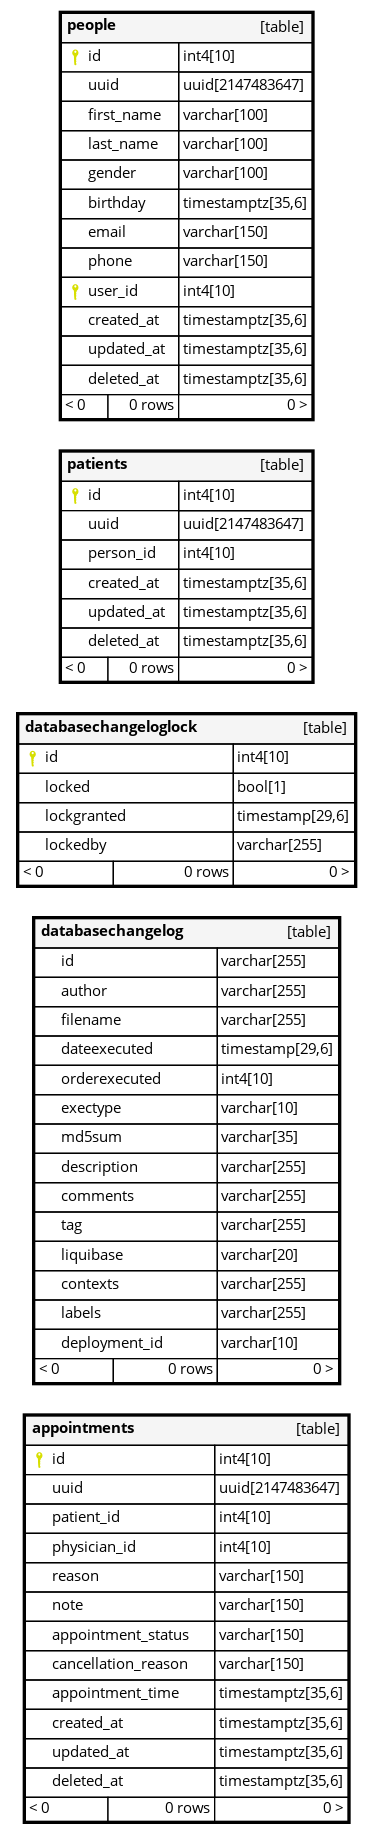 people [table]
id int4[10]
uuid uuid[2147483647]
first_name varchar[100]
last_name varchar[100]
gender varchar[100]
birthday timestamptz[35,6]
email varchar[150]
phone varchar[150]
user_id int4[10]
created_at timestamptz[35,6]
updated_at timestamptz[35,6]
deleted_at timestamptz[35,6]
< 0 0 rows 0 >
patients [table]
id int4[10]
uuid uuid[2147483647]
person_id int4[10]
created_at timestamptz[35,6]
updated_at timestamptz[35,6]
deleted_at timestamptz[35,6]
< 0 0 rows 0 >
databasechangeloglock [table]
id int4[10]
locked bool[1]
lockgranted timestamp[29,6]
lockedby varchar[255]
< 0 0 rows 0 >
databasechangelog [table]
id varchar[255]
author varchar[255]
filename varchar[255]
dateexecuted timestamp[29,6]
orderexecuted int4[10]
exectype varchar[10]
md5sum varchar[35]
description varchar[255]
comments varchar[255]
tag varchar[255]
liquibase varchar[20]
contexts varchar[255]
labels varchar[255]
deployment_id varchar[10]
< 0 0 rows 0 >
appointments [table]
id int4[10]
uuid uuid[2147483647]
patient_id int4[10]
physician_id int4[10]
reason varchar[150]
note varchar[150]
appointment_status varchar[150]
cancellation_reason varchar[150]
appointment_time timestamptz[35,6]
created_at timestamptz[35,6]
updated_at timestamptz[35,6]
deleted_at timestamptz[35,6]
< 0 0 rows 0 >